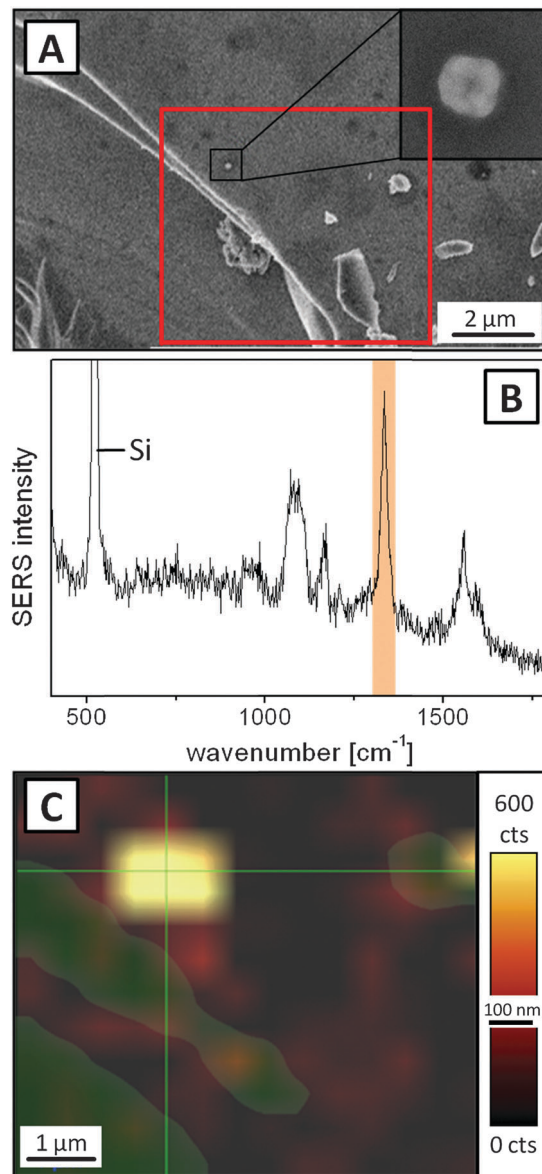 A
2 µm
B
Si
SERS intensity
500 1000 1500
wavenumber [cm⁻¹]
C
600
cts
100 nm
0 cts
1 µm